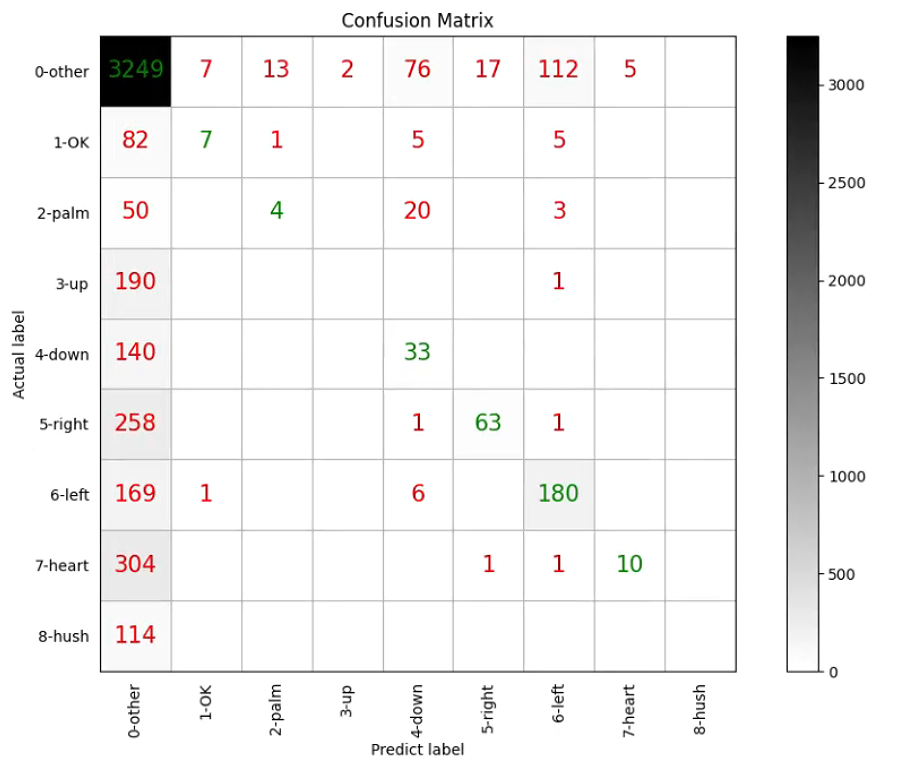 Confusion Matrix
0-other 3249 7 13 2 76 17 112 5
1-OK 82 7 1 5 5
2-palm 50 4 20 3
3-up 190 1
4-down 140 33
5-right 258 1 63 1
6-left 169 1 6 180
7-heart 304 1 1 10
8-hush 114
Actual label
0-other 1-OK 2-palm 3-up 4-down 5-right 6-left 7-heart 8-hush
Predict label
3000
2500
2000
1500
1000
500
0